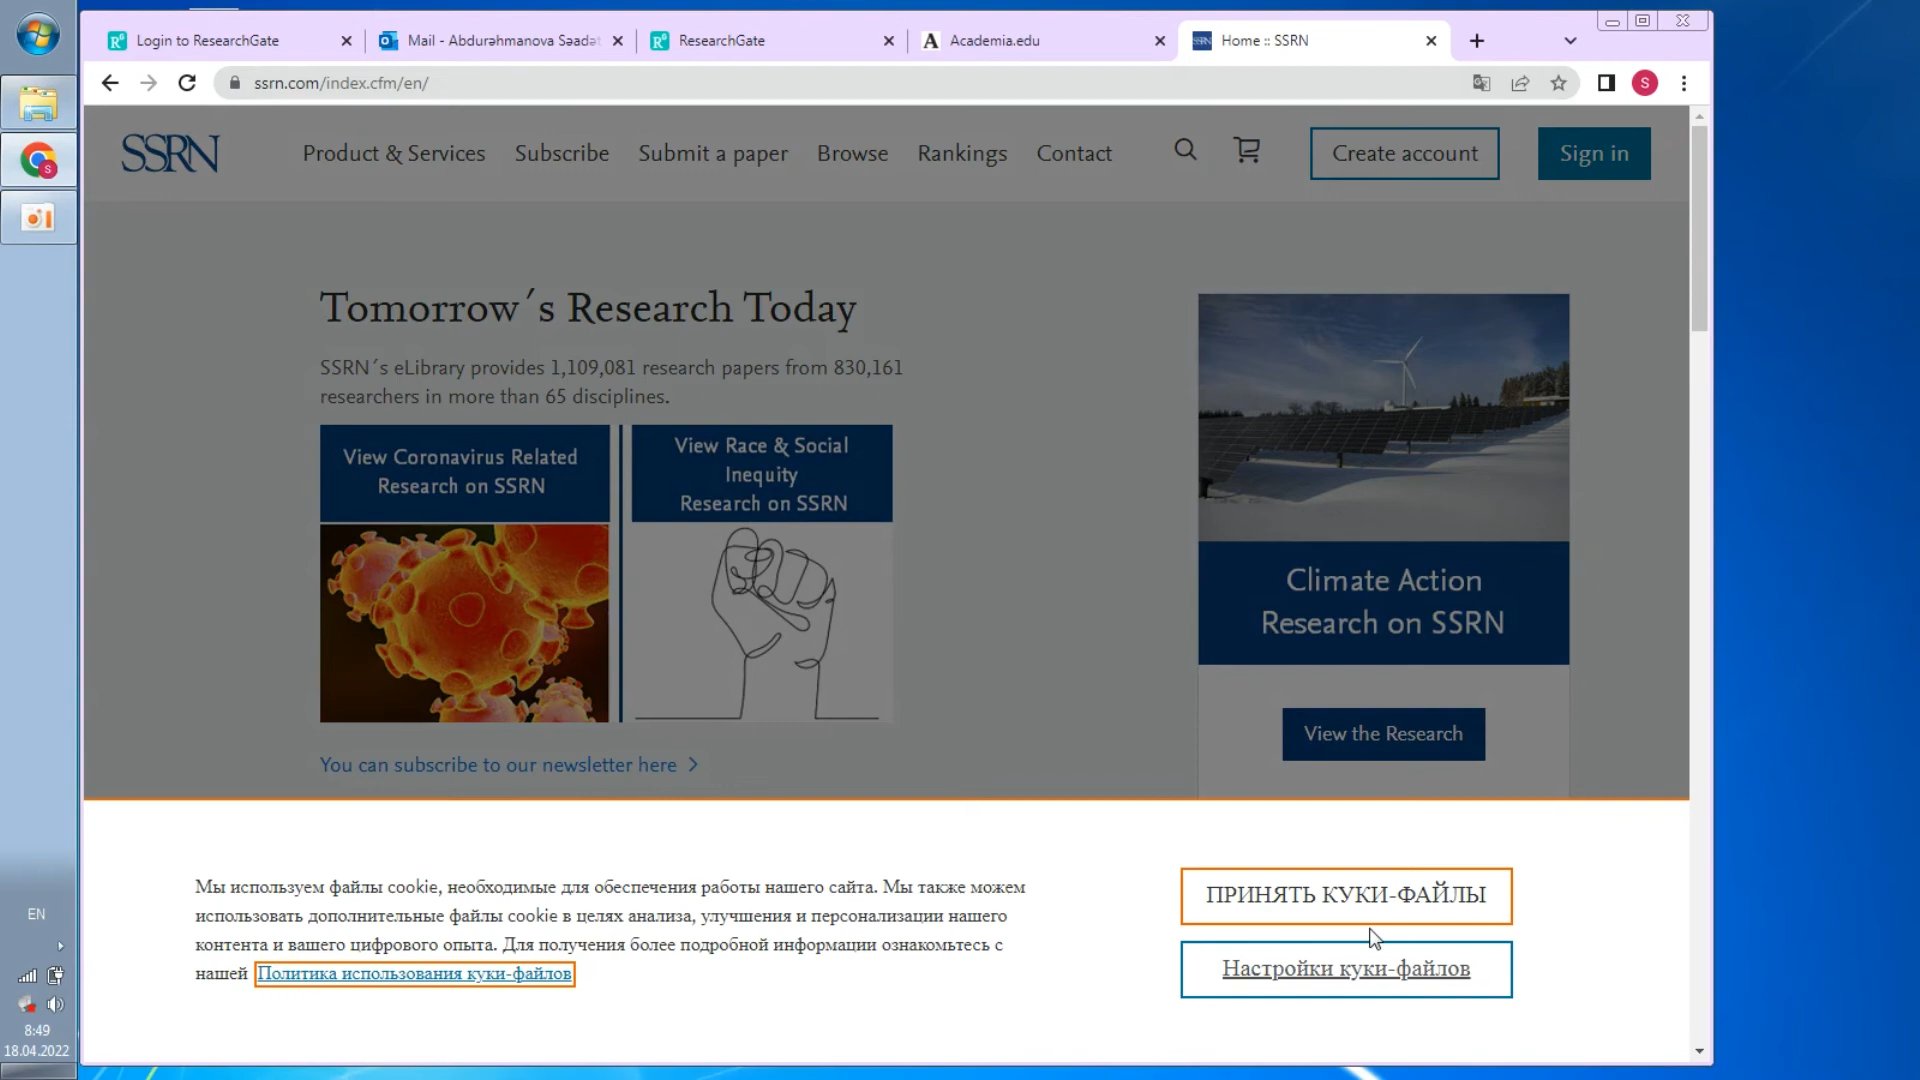 Login to ResearchGate
Mail - Abdurəhmanova Səadət
ResearchGate
Academia.edu
Home :: SSRN
ssrn.com/index.cfm/en/
S
SSRN
Product & Services
Subscribe
Submit a paper
Browse
Rankings
Contact
Create account
Sign in
Tomorrow´s Research Today
SSRN´s eLibrary provides 1,109,081 research papers from 830,161
researchers in more than 65 disciplines.
View Coronavirus Related
Research on SSRN
View Race & Social
Inequity
Research on SSRN
Climate Action
Research on SSRN
View the Research
You can subscribe to our newsletter here
Мы используем файлы cookie, необходимые для обеспечения работы нашего сайта. Мы также можем
использовать дополнительные файлы cookie в целях анализа, улучшения и персонализации нашего
контента и вашего цифрового опыта. Для получения более подробной информации ознакомьтесь с
нашей Политика использования куки-файлов
ПРИНЯТЬ КУКИ-ФАЙЛЫ
Настройки куки-файлов
EN
8:49
18.04.2022